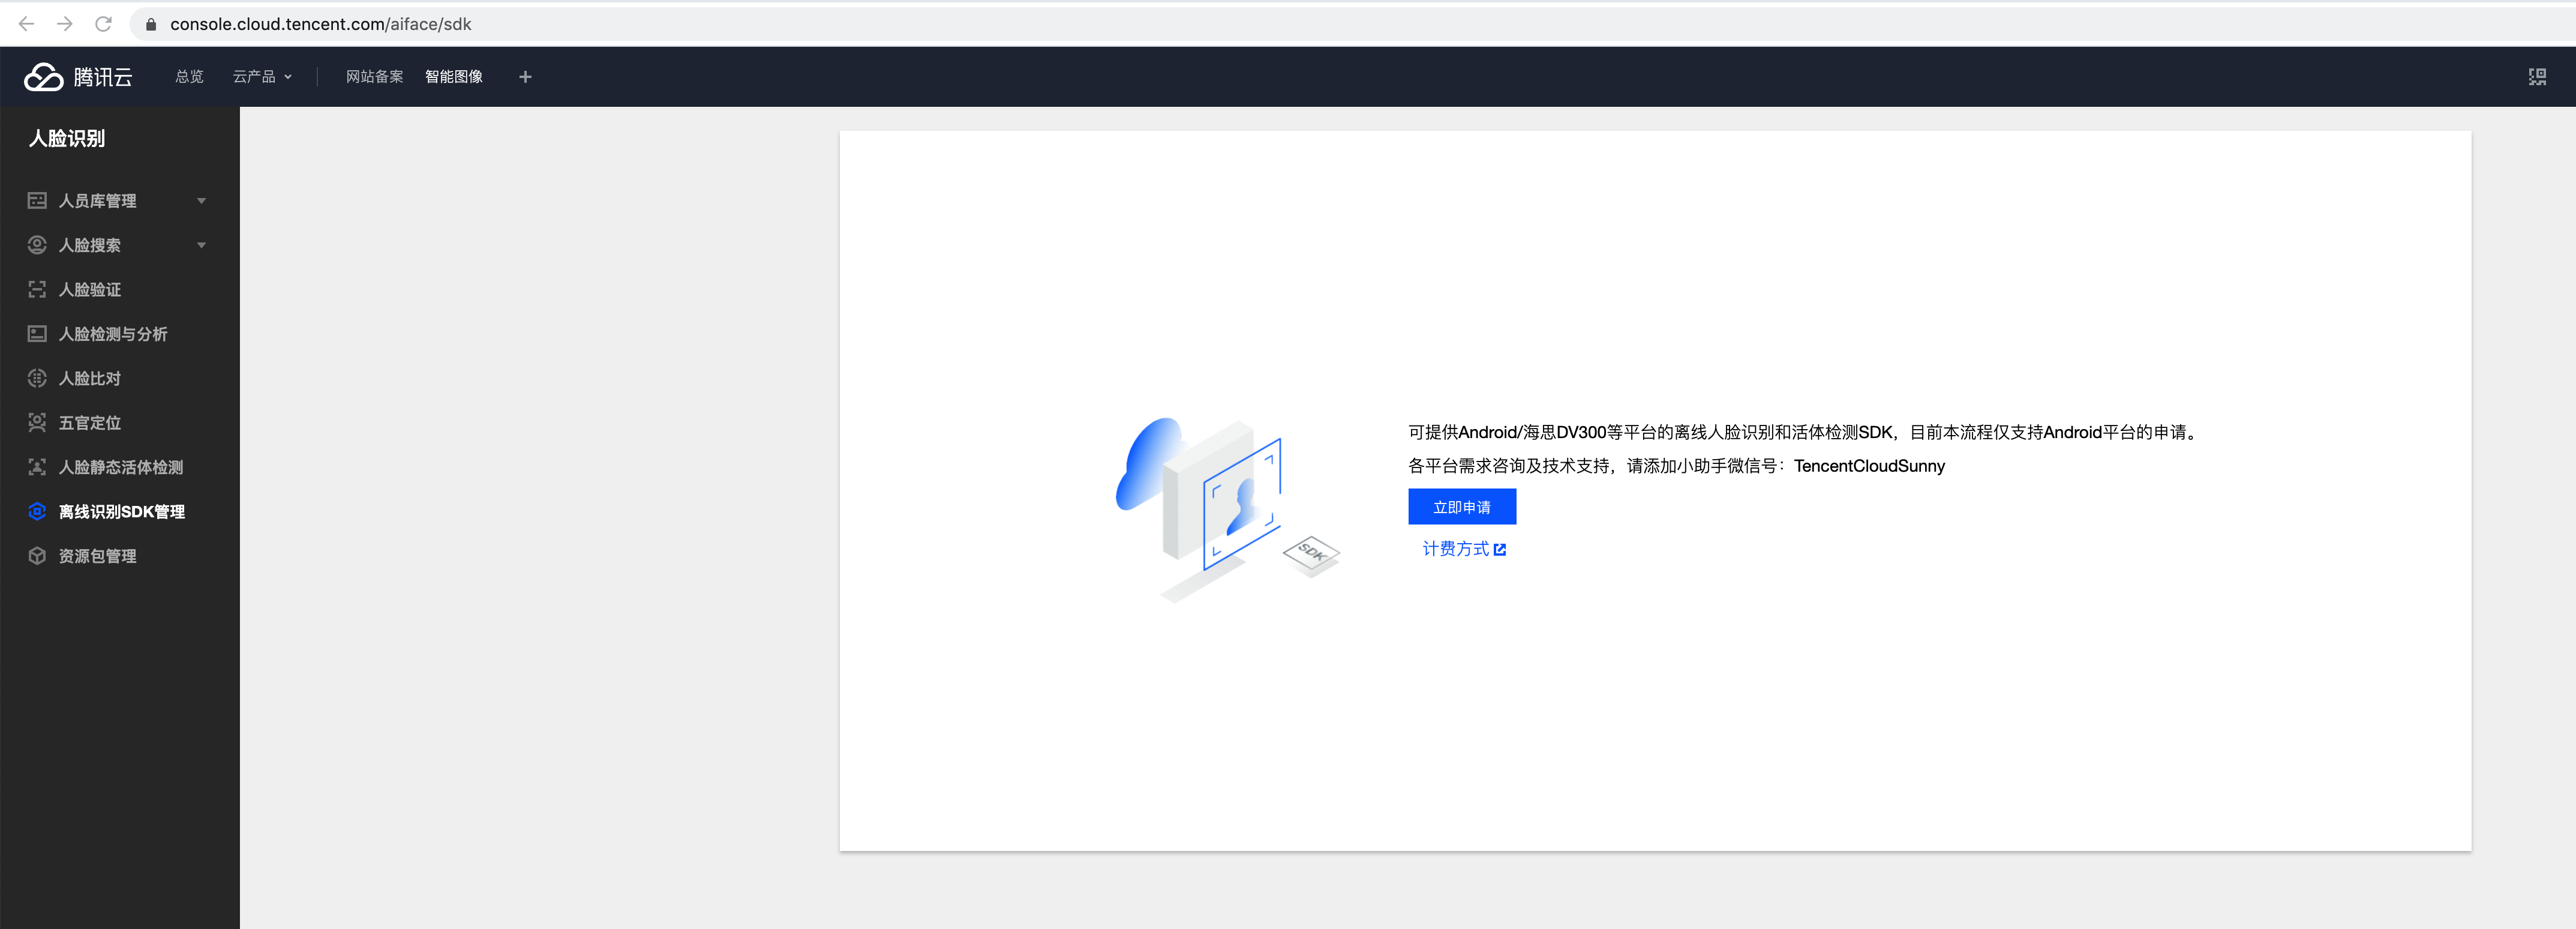 console.cloud.tencent.com/aiface/sdk
腾讯云 总览 云产品 网站备案 智能图像
人脸识别
人员库管理
人脸搜索
人脸验证
人脸检测与分析
人脸比对
五官定位
人脸静态活体检测
离线识别SDK管理
资源包管理
SDK
可提供Android/海思DV300等平台的离线人脸识别和活体检测SDK，目前本流程仅支持Android平台的申请。
各平台需求咨询及技术支持，请添加小助手微信号：TencentCloudSunny
立即申请
计费方式